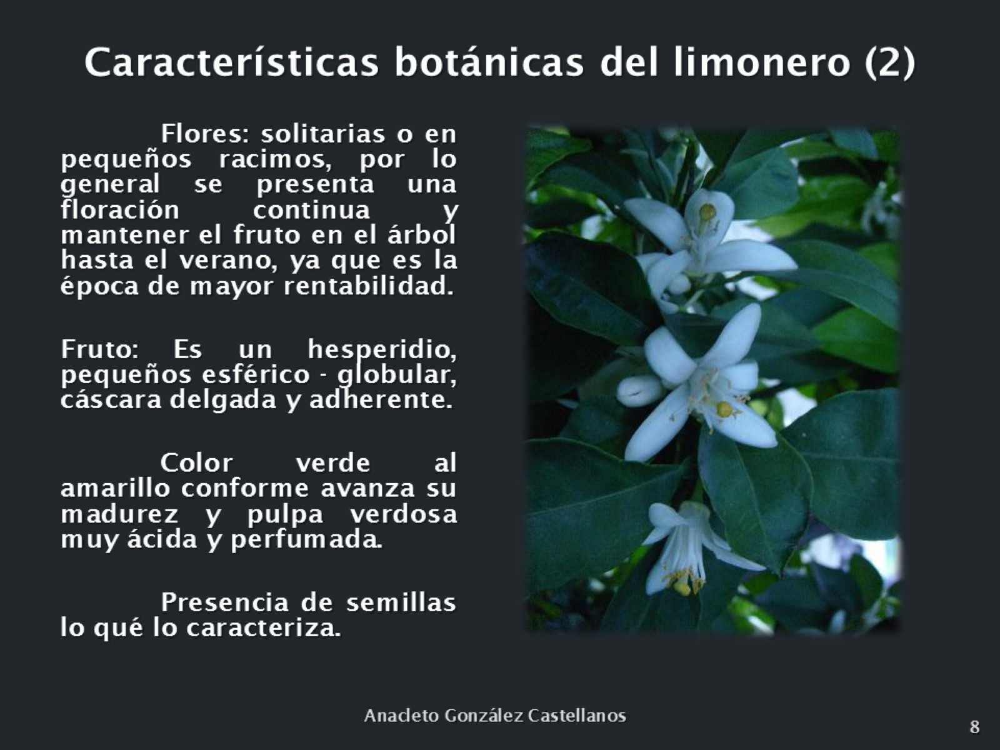 Características botánicas del limonero (2)
Flores: solitarias o en
pequeños racimos, por lo
general se presenta una
floración continua y
mantener el fruto en el árbol
hasta el verano, ya que es la
época de mayor rentabilidad.
Fruto: Es un hesperidio,
pequeños esférico - globular,
cáscara delgada y adherente.
Color verde al
amarillo conforme avanza su
madurez y pulpa verdosa
muy ácida y perfumada.
Presencia de semillas
lo qué lo caracteriza.
Anacleto González Castellanos
8